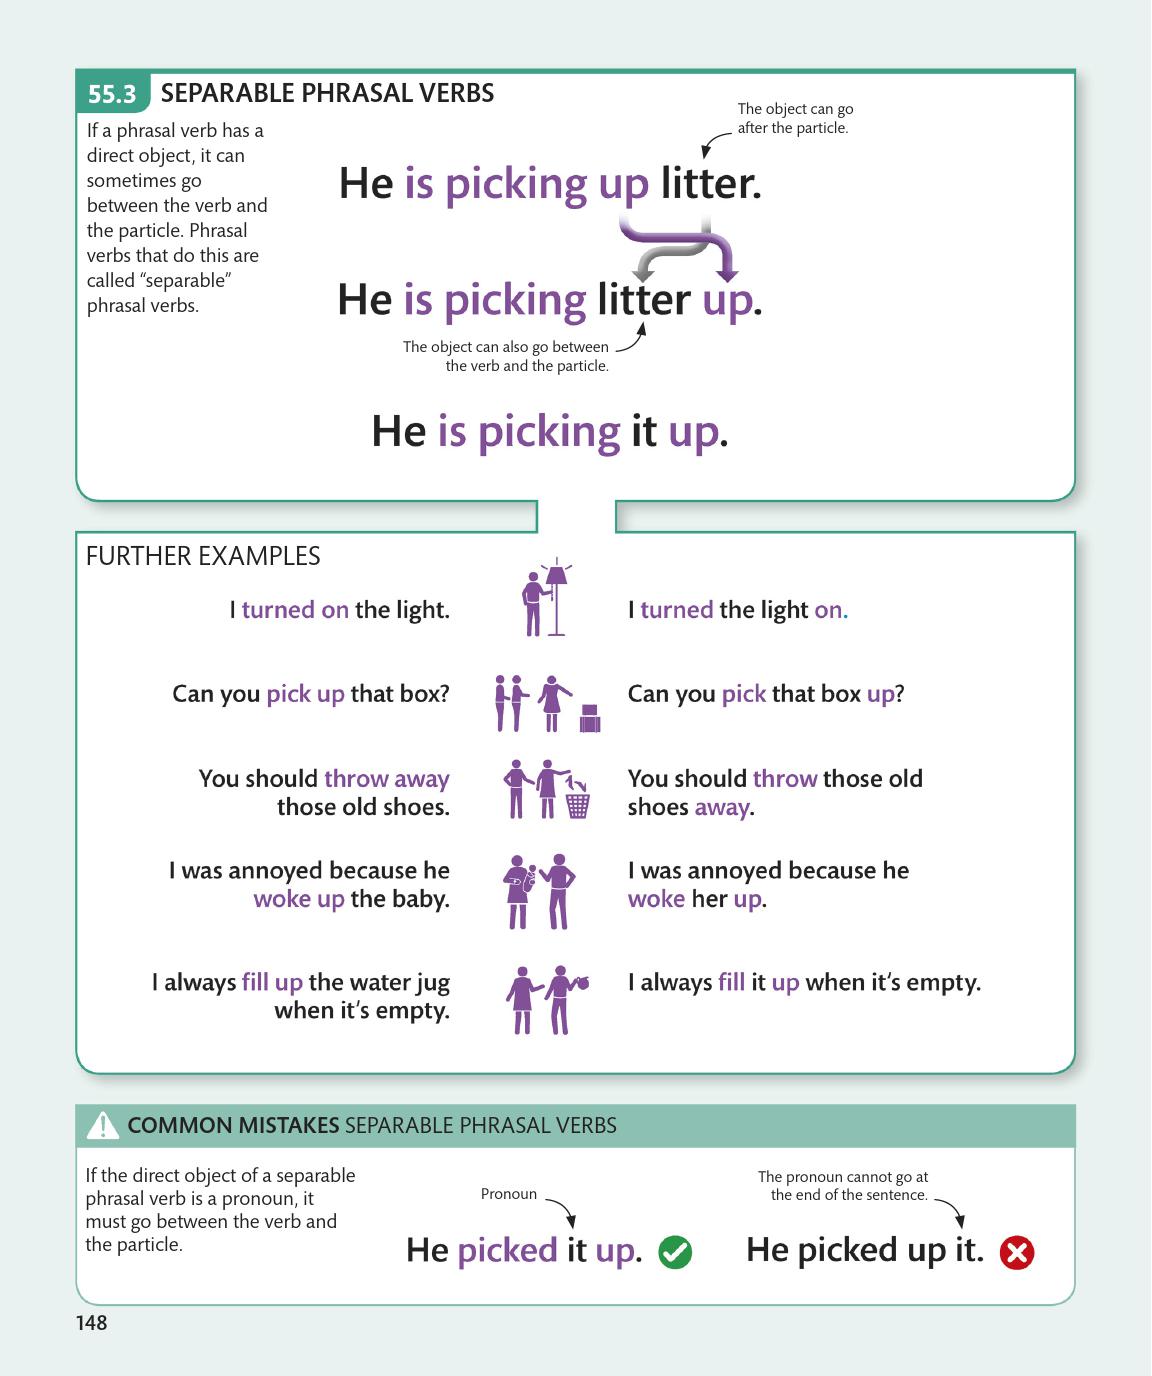 55.3 SEPARABLE PHRASAL VERBS
If a phrasal verb has a
direct object, it can
sometimes go
between the verb and
the particle. Phrasal
verbs that do this are
called “separable”
phrasal verbs.
The object can go
after the particle.
He is picking up litter.
He is picking litter up.
The object can also go between
the verb and the particle.
He is picking it up.
FURTHER EXAMPLES
I turned on the light.
I turned the light on.
Can you pick up that box?
Can you pick that box up?
You should throw away
those old shoes.
You should throw those old
shoes away.
I was annoyed because he
woke up the baby.
I was annoyed because he
woke her up.
I always fill up the water jug
when it’s empty.
I always fill it up when it’s empty.
COMMON MISTAKES SEPARABLE PHRASAL VERBS
If the direct object of a separable
phrasal verb is a pronoun, it
must go between the verb and
the particle.
Pronoun
He picked it up.
The pronoun cannot go at
the end of the sentence.
He picked up it.
148